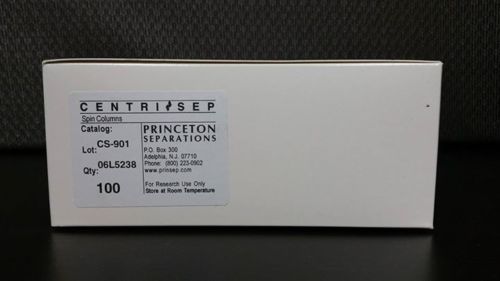 CENTRI SEP
Spin Columns
Catalog:
CS-901
Lot:
06L5238
Qty:
100
PRINCETON
SEPARATIONS
P.O. Box 300
Adelphia, N.J. 07710
Phone: (800) 223-0902
www.prinsep.com
For Research Use Only
Store at Room Temperature